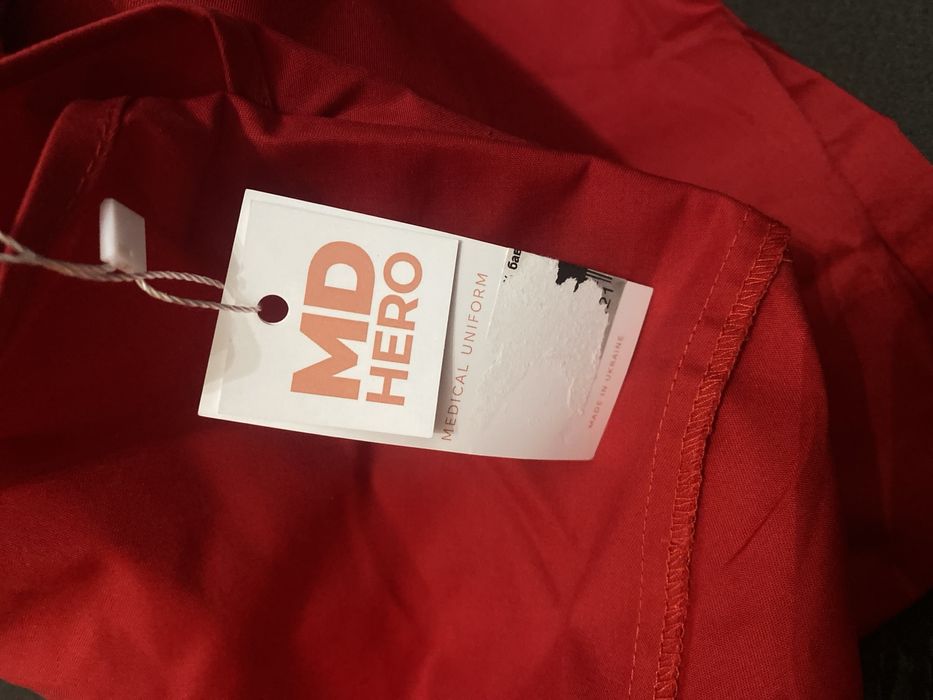 MD
HERO
MEDICAL UNIFORM
MADE IN UKRAINE